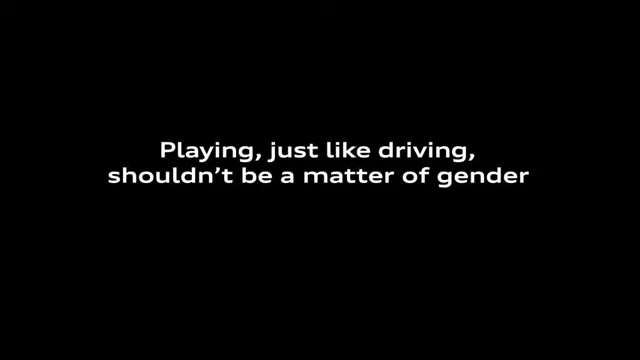 Playing, just like driving,
shouldn’t be a matter of gender